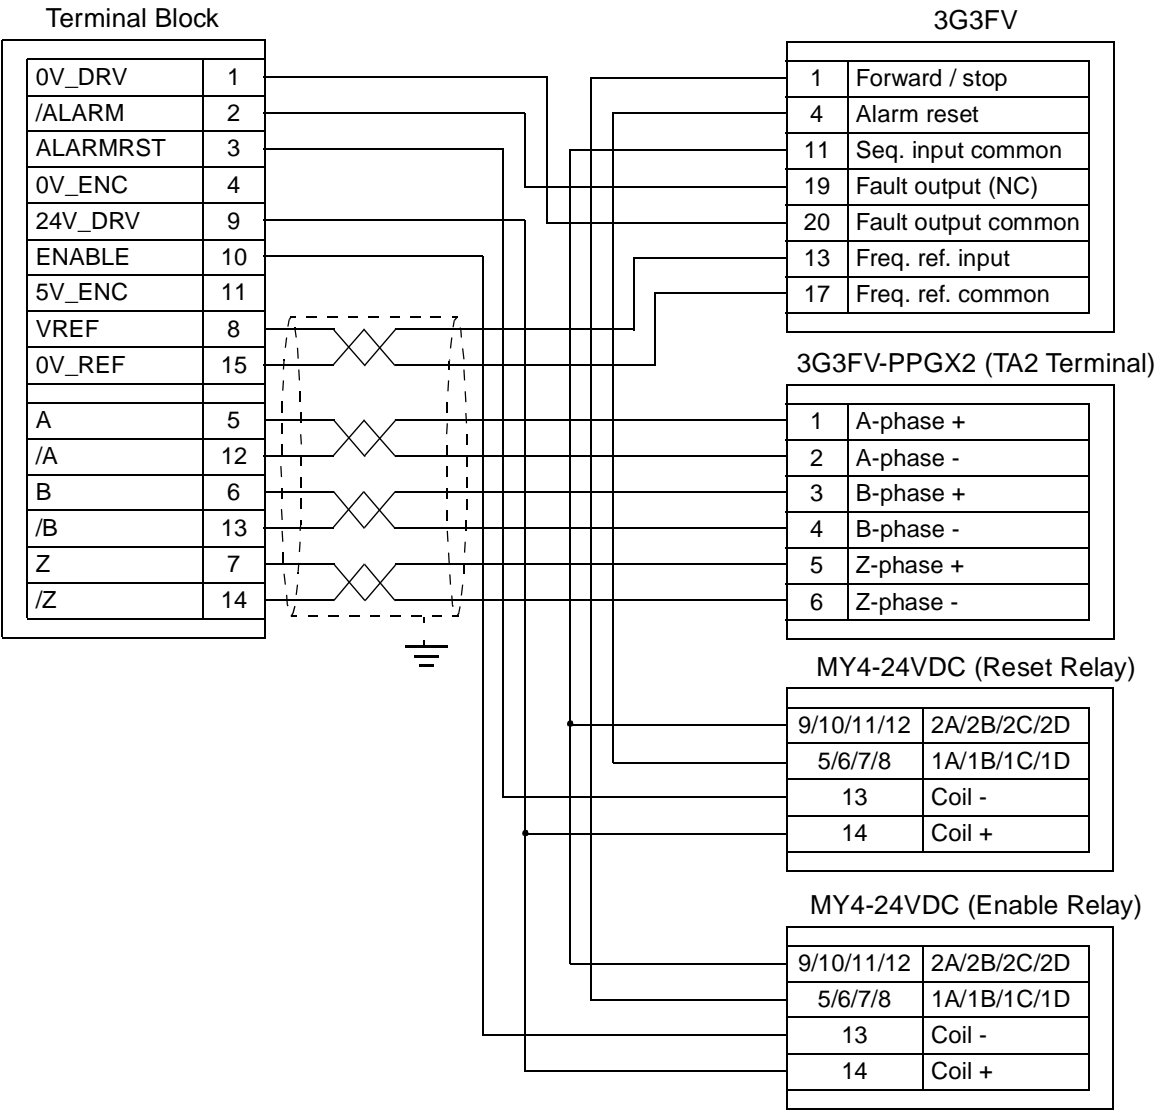 Terminal Block
0V_DRV 1
/ALARM 2
ALARMRST 3
0V_ENC 4
24V_DRV 9
ENABLE 10
5V_ENC 11
VREF 8
0V_REF 15
A 5
/A 12
B 6
/B 13
Z 7
/Z 14
3G3FV
1 Forward / stop
4 Alarm reset
11 Seq. input common
19 Fault output (NC)
20 Fault output common
13 Freq. ref. input
17 Freq. ref. common
3G3FV-PPGX2 (TA2 Terminal)
1 A-phase +
2 A-phase -
3 B-phase +
4 B-phase -
5 Z-phase +
6 Z-phase -
MY4-24VDC (Reset Relay)
9/10/11/12 2A/2B/2C/2D
5/6/7/8 1A/1B/1C/1D
13 Coil -
14 Coil +
MY4-24VDC (Enable Relay)
9/10/11/12 2A/2B/2C/2D
5/6/7/8 1A/1B/1C/1D
13 Coil -
14 Coil +